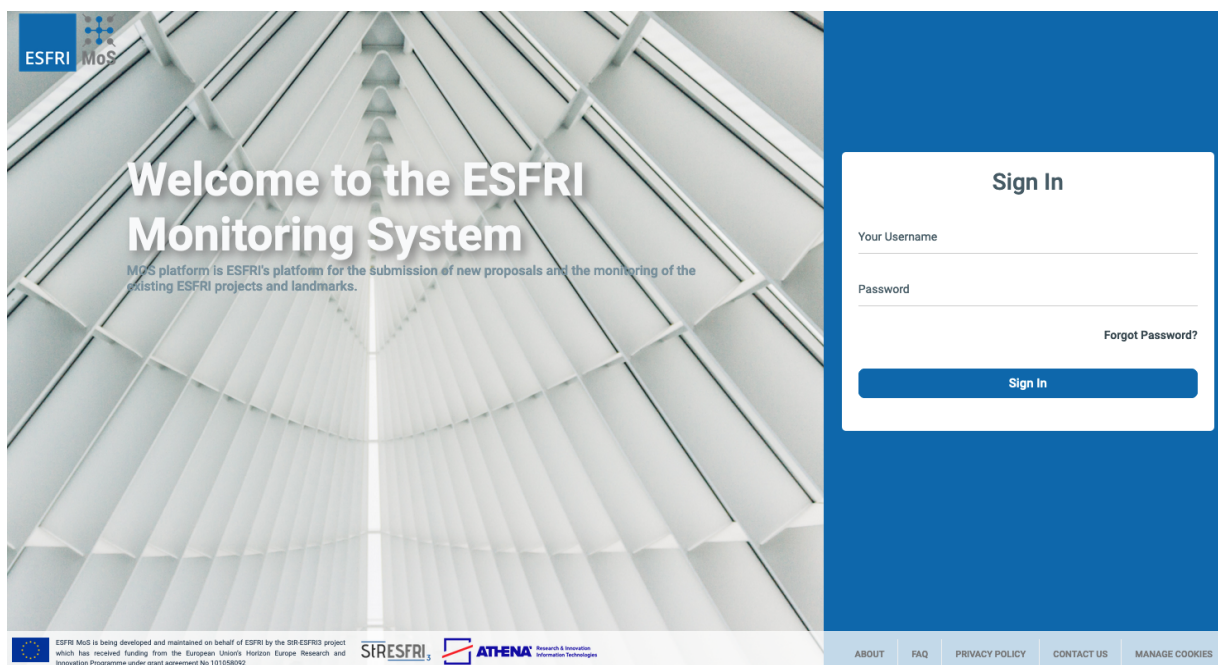 ESFRI MoS
Welcome to the ESFRI
Monitoring System
MOS platform is ESFRI's platform for the submission of new proposals and the monitoring of the
existing ESFRI projects and landmarks.
Sign In
Your Username
Password
Forgot Password?
Sign In
ESFRI MoS is being developed and maintained on behalf of ESFRI by the StR-ESFRI3 project
which has received funding from the European Union's Horizon Europe Research and
Innovation Programme under grant agreement No 101058092
StRESFRI3
ATHENA Research & Innovation
Information Technologies
ABOUT FAQ PRIVACY POLICY CONTACT US MANAGE COOKIES